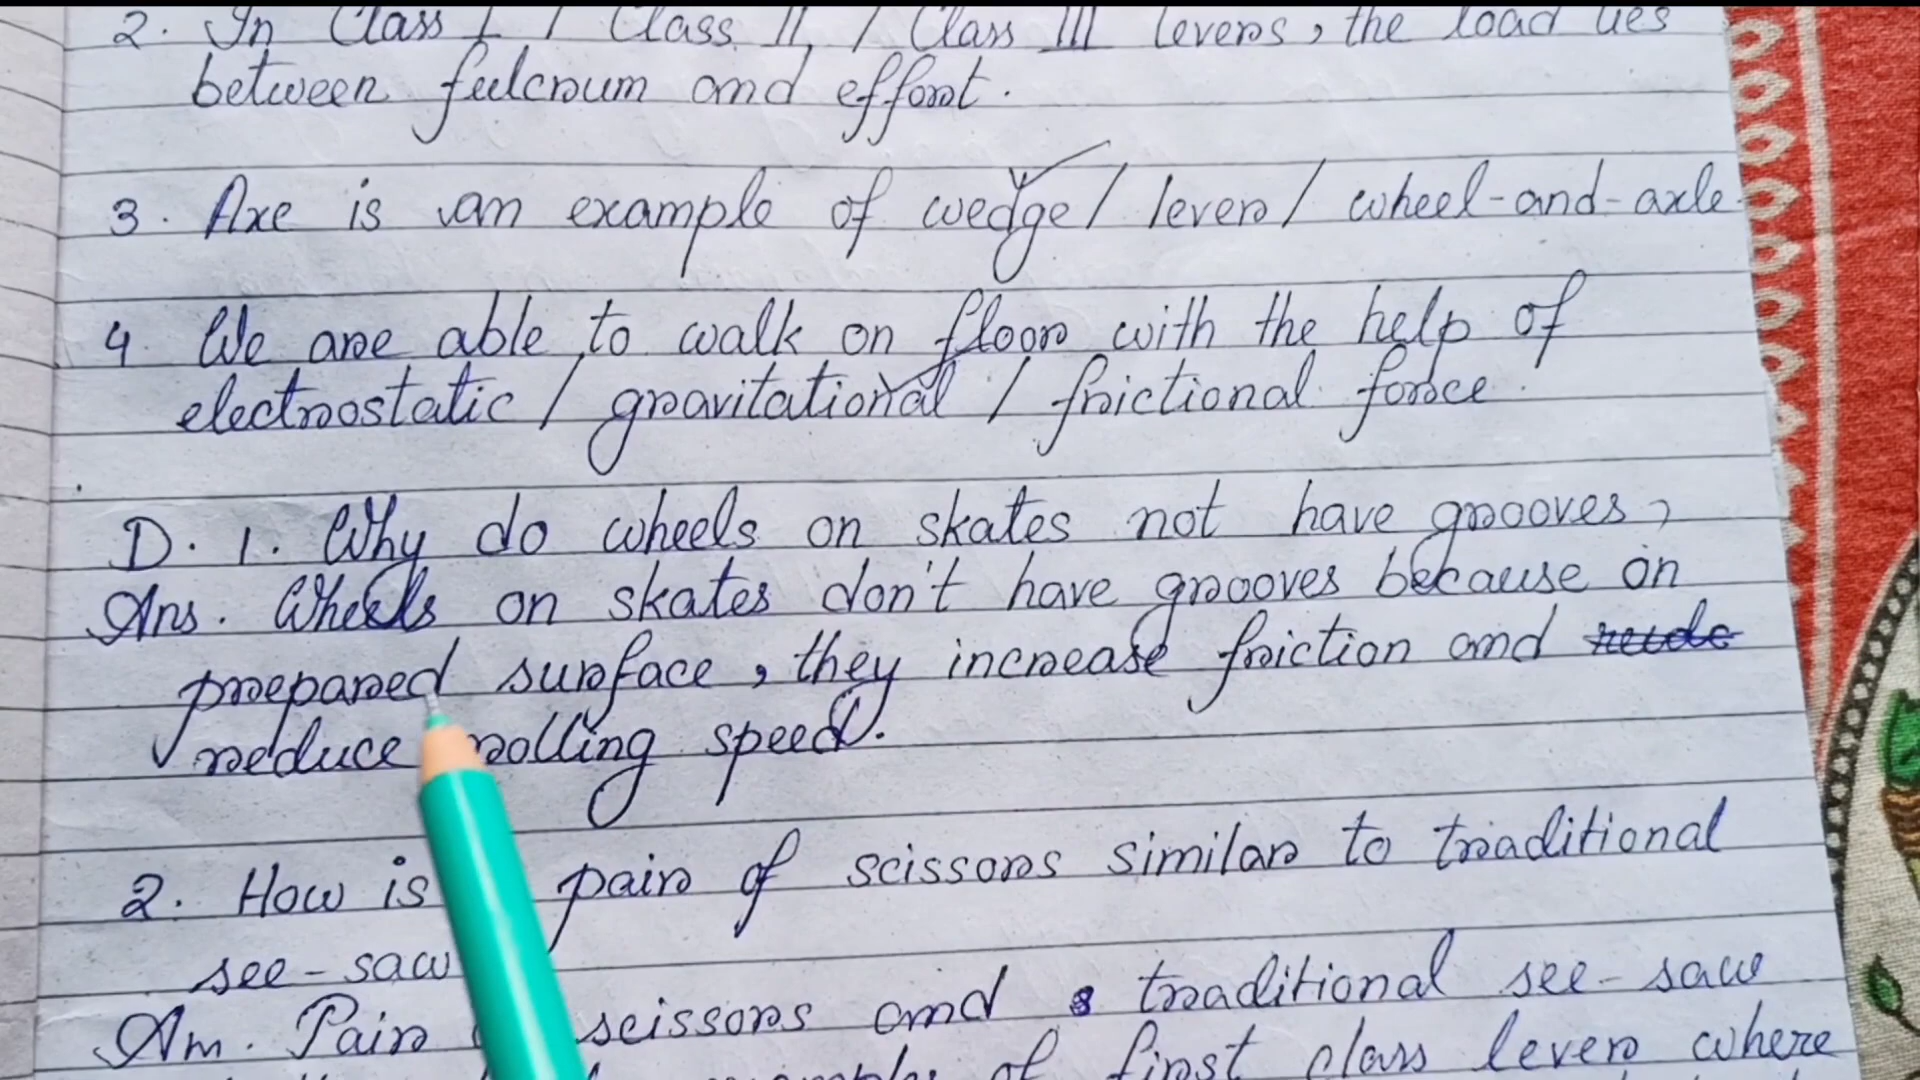 2. In Class I / Class II / Class III levers, the load lies
between fulcrum and effort.
3. Axe is an example of wedge / lever / wheel-and-axle.
4 We are able to walk on floor with the help of
electrostatic / gravitational / frictional force.
D. 1. Why do wheels on skates not have grooves,
Ans. Wheels on skates don't have grooves because on
prepared surface, they increase friction and
reduce rolling speed.
2. How is pair of scissors similar to traditional
see-saw
Ans. Pair scissors and traditional see-saw
of first class lever where